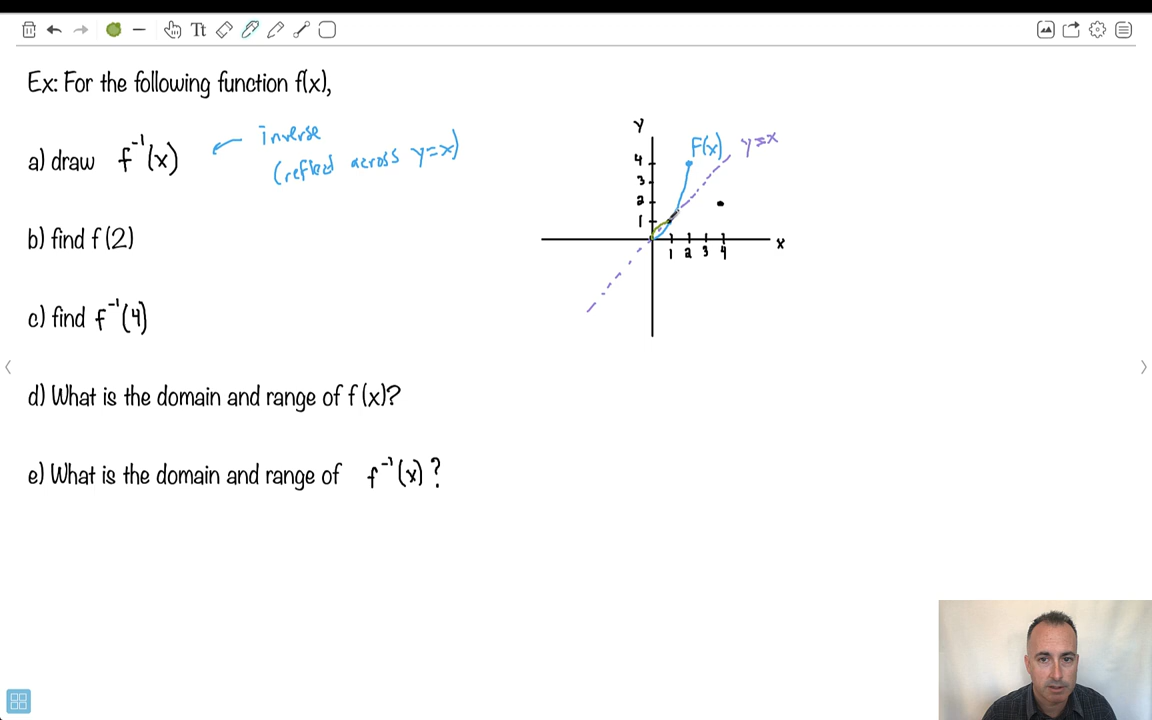 Tt
Ex: For the following function f(x),
a) draw f⁻¹(x)
inverse
(reflect across y=x)
b) find f(2)
c) find f⁻¹(4)
d) What is the domain and range of f(x)?
e) What is the domain and range of f⁻¹(x)?
y
F(x)
y=x
4
3
2
1
x
1 2 3 4